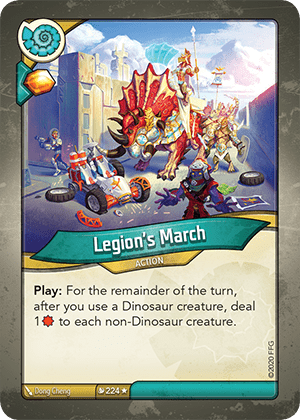 Legion's March
ACTION
Play: For the remainder of the turn,
after you use a Dinosaur creature, deal
1 to each non-Dinosaur creature.
Dong Cheng
224
©2020 FFG